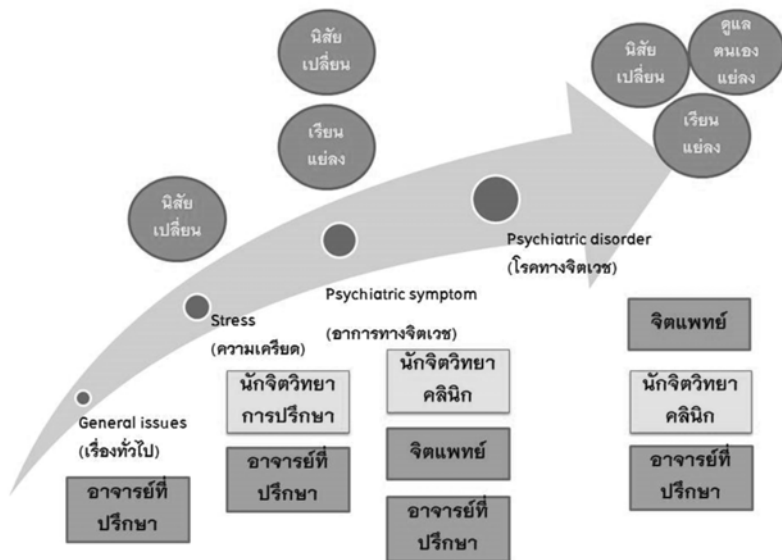 นิสัย
เปลี่ยน
เรียน
แย่ลง
นิสัย
เปลี่ยน
ดูแล
ตนเอง
แย่ลง
เรียน
แย่ลง
นิสัย
เปลี่ยน
Psychiatric disorder
(โรคทางจิตเวช)
Psychiatric symptom
(อาการทางจิตเวช)
Stress
(ความเครียด)
General issues
(เรื่องทั่วไป)
อาจารย์ที่
ปรึกษา
นักจิตวิทยา
การปรึกษา
อาจารย์ที่
ปรึกษา
นักจิตวิทยา
คลินิก
จิตแพทย์
อาจารย์ที่
ปรึกษา
จิตแพทย์
นักจิตวิทยา
คลินิก
อาจารย์ที่
ปรึกษา